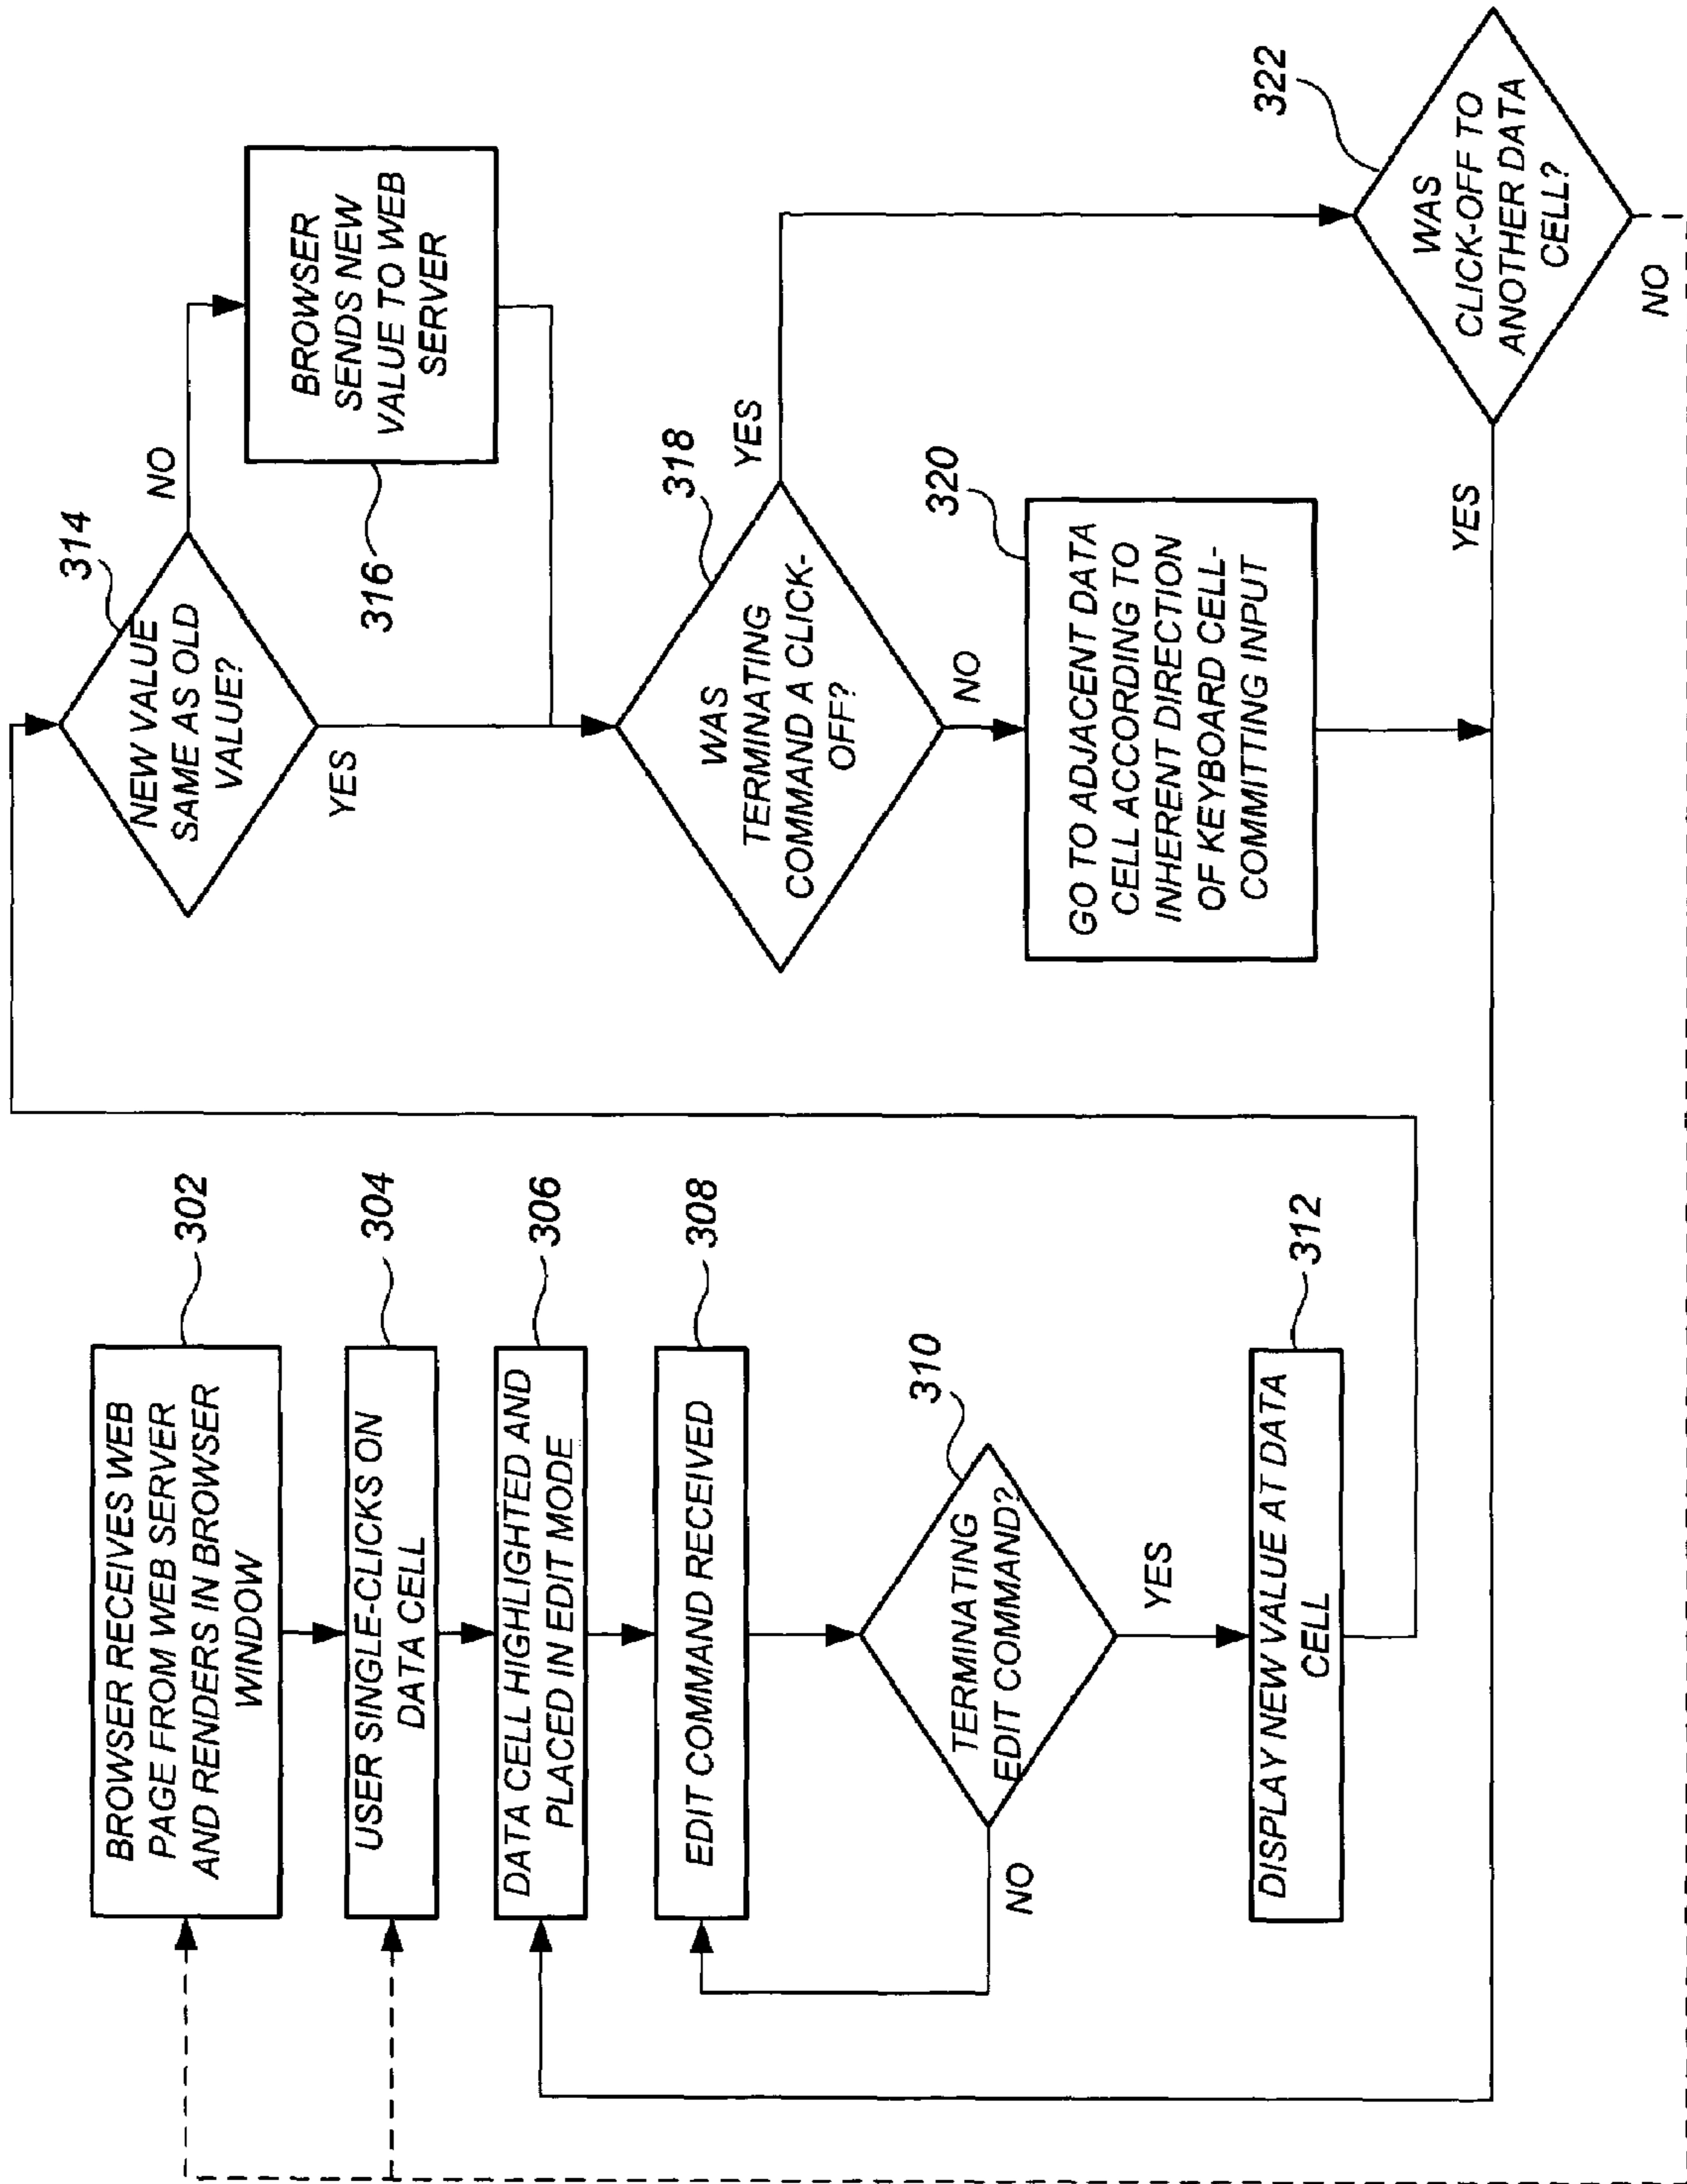 BROWSER RECEIVES WEB
PAGE FROM WEB SERVER
AND RENDERS IN BROWSER
WINDOW
302
USER SINGLE-CLICKS ON
DATA CELL
304
DATA CELL HIGHLIGHTED AND
PLACED IN EDIT MODE
306
EDIT COMMAND RECEIVED
308
TERMINATING
EDIT COMMAND?
310
NO
YES
DISPLAY NEW VALUE AT DATA
CELL
312
NEW VALUE
SAME AS OLD
VALUE?
314
NO
YES
BROWSER
SENDS NEW
VALUE TO WEB
SERVER
316
WAS
TERMINATING
COMMAND A CLICK-
OFF?
318
YES
NO
GO TO ADJACENT DATA
CELL ACCORDING TO
INHERENT DIRECTION
OF KEYBOARD CELL-
COMMITTING INPUT
320
WAS
CLICK-OFF TO
ANOTHER DATA
CELL?
322
YES
NO